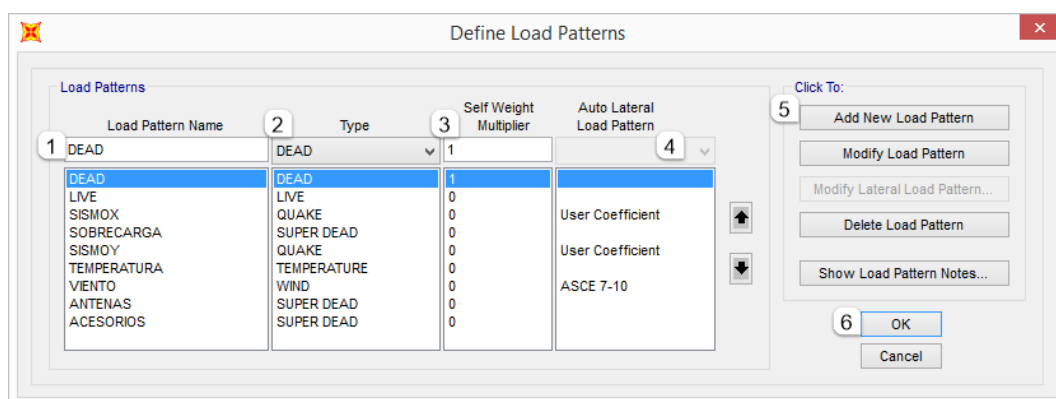 Define Load Patterns
×
Load Patterns
Click To:
Load Pattern Name
2 Type
3 Self Weight Multiplier
Auto Lateral Load Pattern
4
5 Add New Load Pattern
1 DEAD DEAD 1
Modify Load Pattern
DEAD DEAD 1
LIVE LIVE 0
SISMOX QUAKE 0 User Coefficient
SOBRECARGA SUPER DEAD 0
SISMOY QUAKE 0 User Coefficient
TEMPERATURA TEMPERATURE 0
VIENTO WIND 0 ASCE 7-10
ANTENAS SUPER DEAD 0
ACESORIOS SUPER DEAD 0
Modify Lateral Load Pattern...
Delete Load Pattern
Show Load Pattern Notes...
6 OK
Cancel